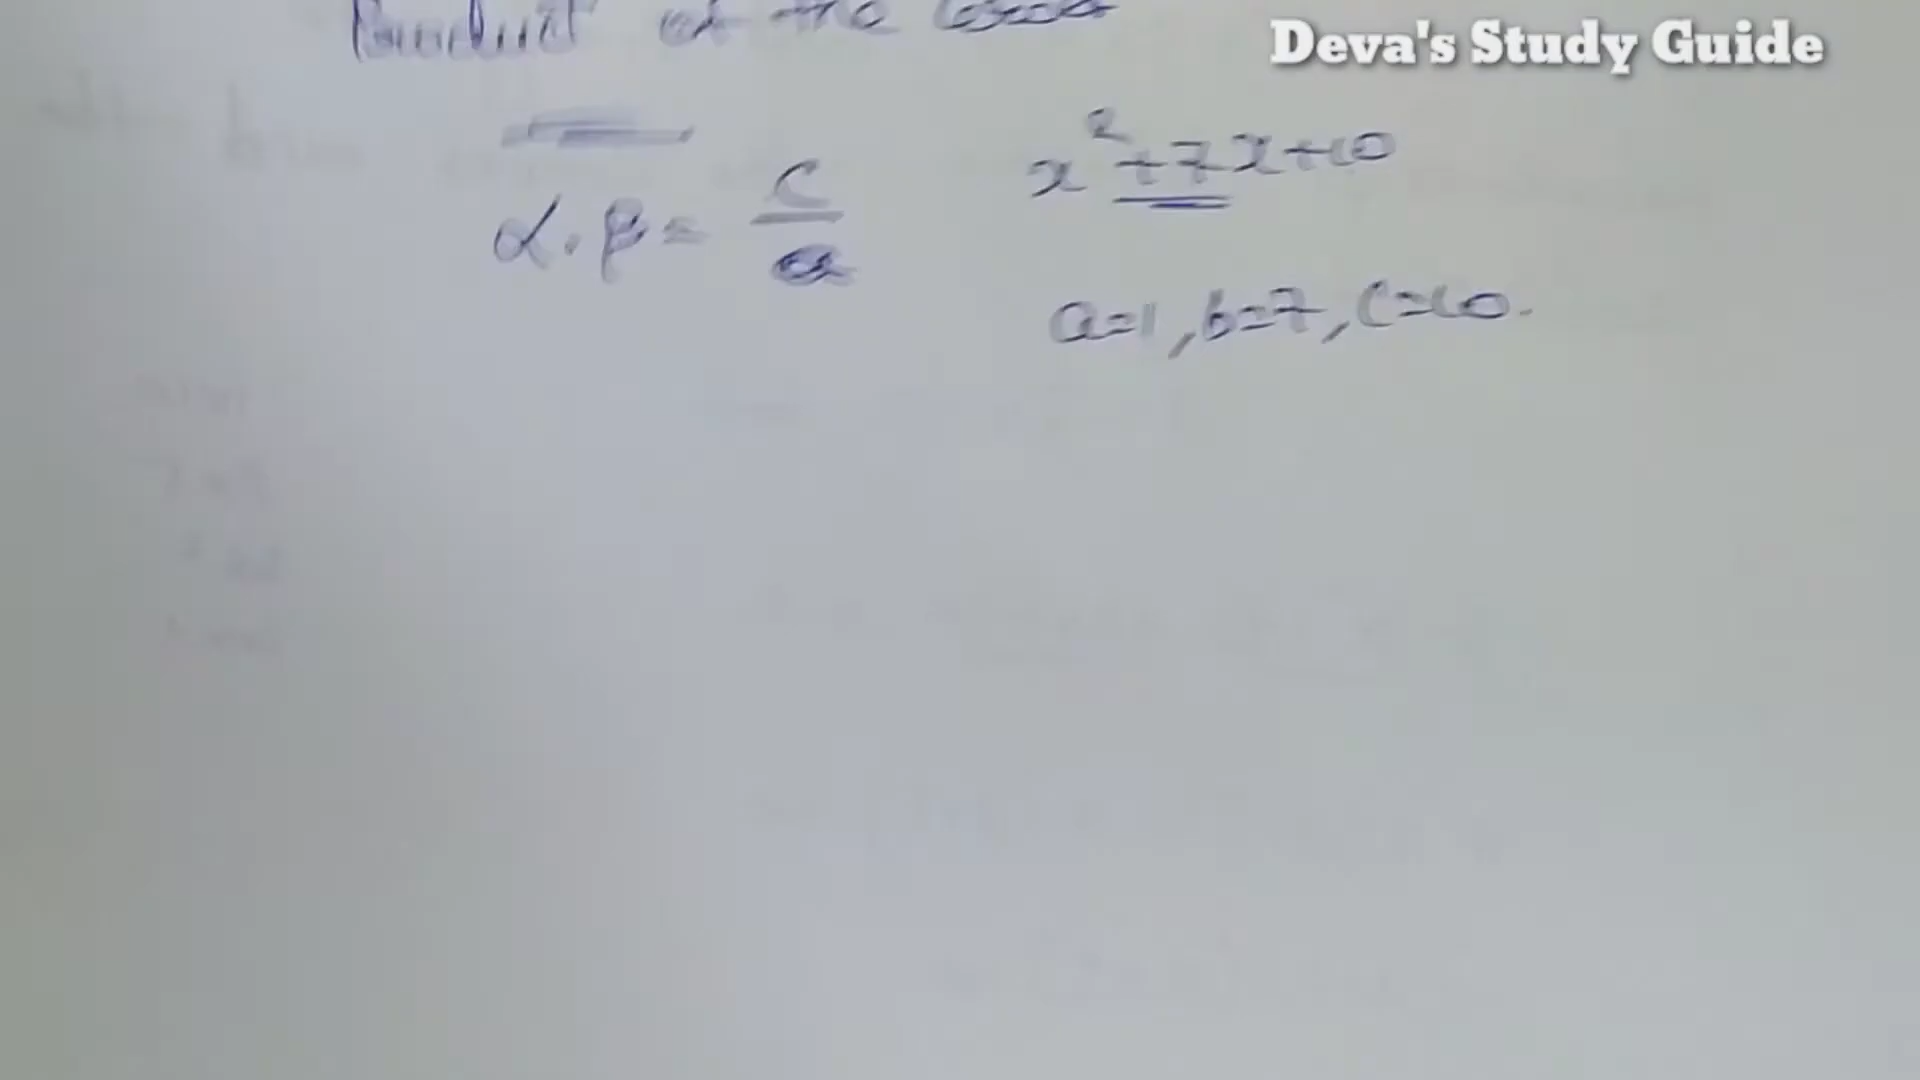 Product of the
Deva's Study Guide
α.β = c/a
x²+7x+10
a=1, b=7, c=10.